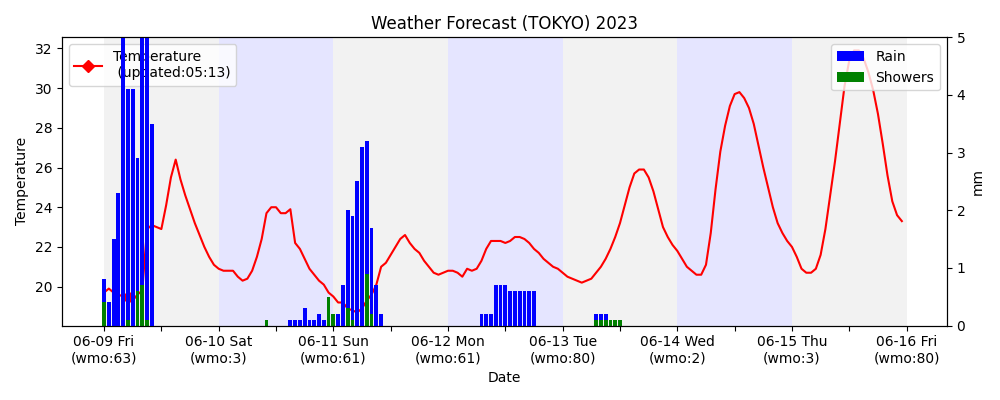 Weather Forecast (TOKYO) 2023
Temperature
(updated:05:13)
Rain
Showers
Temperature
32
30
28
26
24
22
20
5
4
3
2
1
0
mm
06-09 Fri
(wmo:63)
06-10 Sat
(wmo:3)
06-11 Sun
(wmo:61)
06-12 Mon
(wmo:61)
06-13 Tue
(wmo:80)
06-14 Wed
(wmo:2)
06-15 Thu
(wmo:3)
06-16 Fri
(wmo:80)
Date